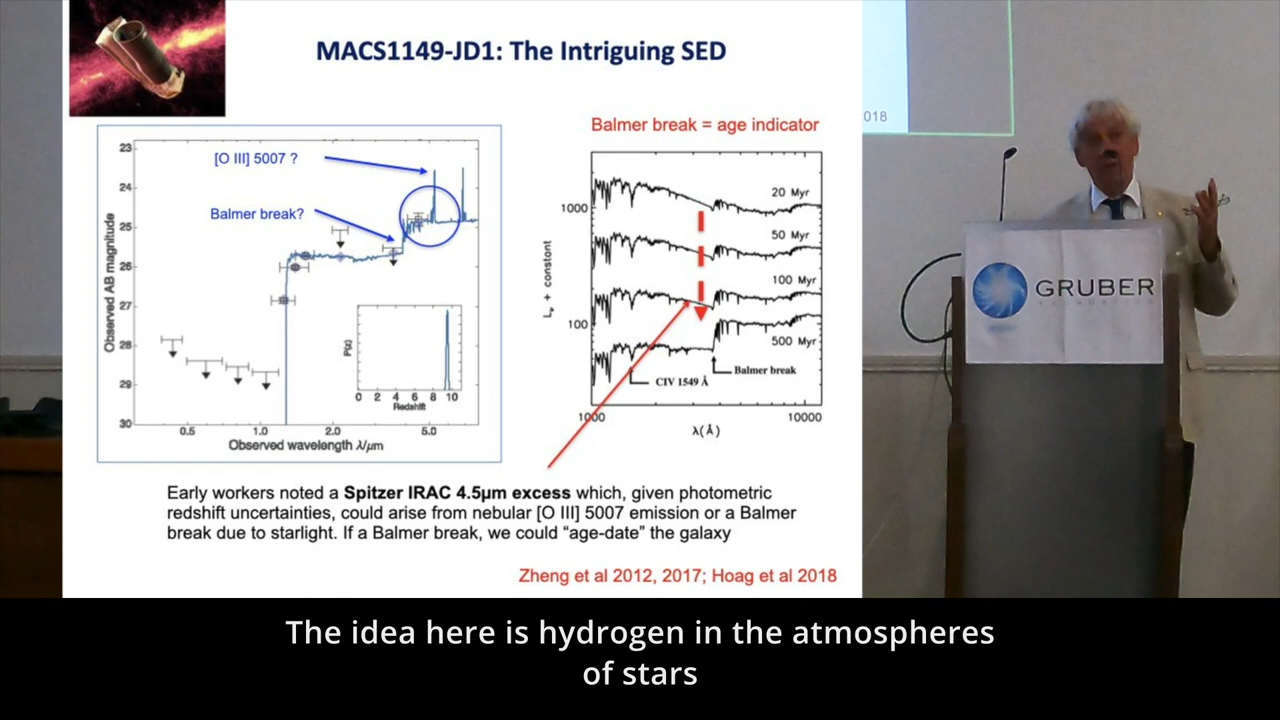 MACS1149-JD1: The Intriguing SED
018
Balmer break = age indicator
[O III] 5007 ?
Balmer break?
Observed AB magnitude
23
24
25
26
27
28
29
30
0.5
1.0
2.0
5.0
Observed wavelength λ/μm
P(z)
0 2 4 6 8 10
Redshift
Lᵥ + constant
1000
100
20 Myr
50 Myr
100 Myr
500 Myr
CIV 1549 Å
Balmer break
1000
10000
λ(Å)
GRUBER
Early workers noted a Spitzer IRAC 4.5μm excess which, given photometric
redshift uncertainties, could arise from nebular [O III] 5007 emission or a Balmer
break due to starlight. If a Balmer break, we could “age-date” the galaxy
Zheng et al 2012, 2017; Hoag et al 2018
The idea here is hydrogen in the atmospheres
of stars